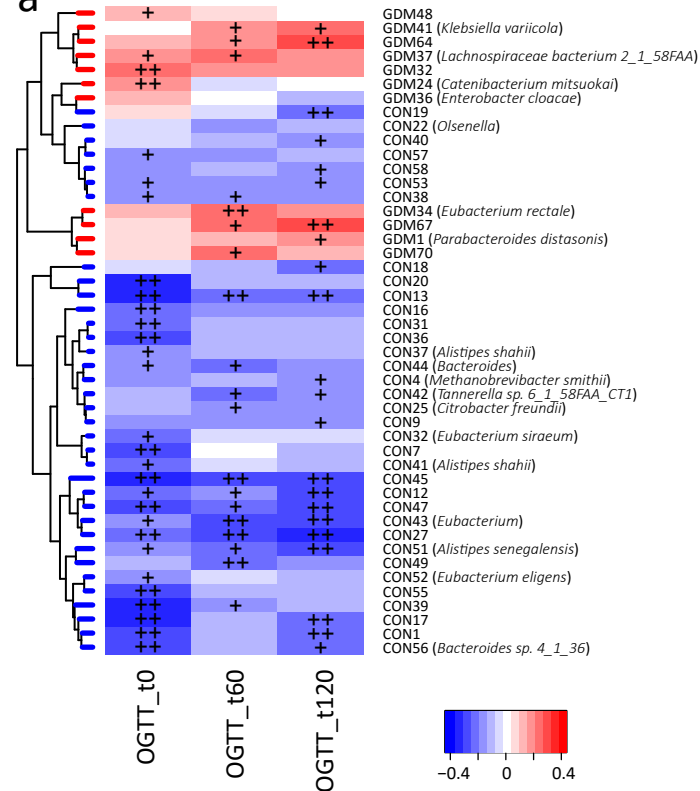 a
+ GDM48
+ + GDM41 (Klebsiella variicola)
+ ++ GDM64
+ + GDM37 (Lachnospiraceae bacterium 2_1_58FAA)
++ GDM32
++ GDM24 (Catenibacterium mitsuokai)
GDM36 (Enterobacter cloacae)
++ CON19
CON22 (Olsenella)
+ CON40
+ CON57
+ CON58
+ + CON53
+ + CON38
++ GDM34 (Eubacterium rectale)
+ ++ GDM67
+ GDM1 (Parabacteroides distasonis)
+ GDM70
+ CON18
++ CON20
++ ++ ++ CON13
++ CON16
++ CON31
++ CON36
+ CON37 (Alistipes shahii)
+ + CON44 (Bacteroides)
+ CON4 (Methanobrevibacter smithii)
+ + CON42 (Tannerella sp. 6_1_58FAA_CT1)
+ CON25 (Citrobacter freundii)
+ CON9
+ CON32 (Eubacterium siraeum)
++ CON7
+ CON41 (Alistipes shahii)
++ ++ ++ CON45
+ + ++ CON12
++ + ++ CON47
+ ++ ++ CON43 (Eubacterium)
++ ++ ++ CON27
+ + ++ CON51 (Alistipes senegalensis)
++ CON49
+ CON52 (Eubacterium eligens)
++ CON55
++ + CON39
++ ++ CON17
++ ++ CON1
++ + CON56 (Bacteroides sp. 4_1_36)
OGTT_t0
OGTT_t60
OGTT_t120
−0.4 0 0.4